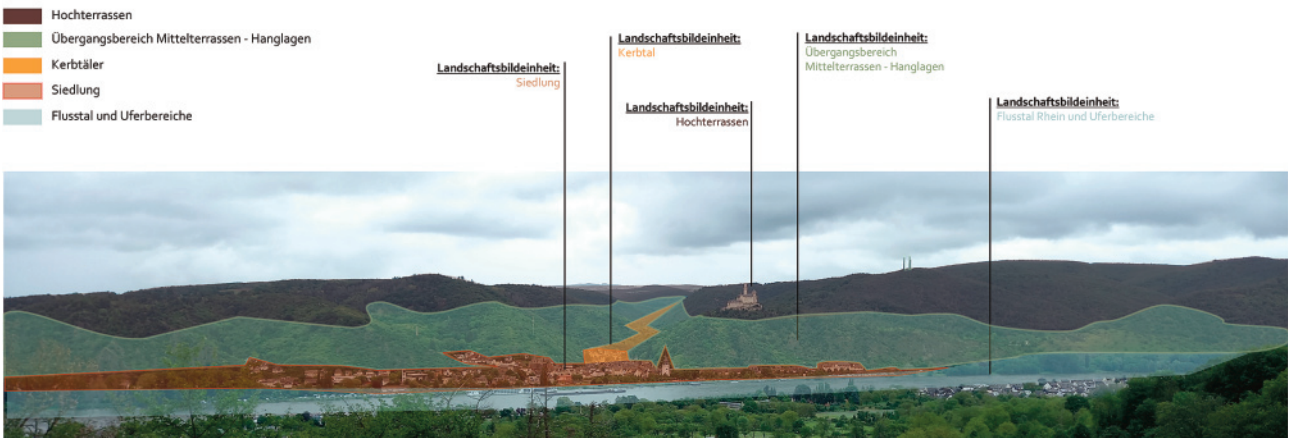 Hochterrassen
Übergangsbereich Mittelterrassen - Hanglagen
Kerbtäler
Siedlung
Flusstal und Uferbereiche
Landschaftsbildeinheit:
Siedlung
Landschaftsbildeinheit:
Kerbtal
Landschaftsbildeinheit:
Hochterrassen
Landschaftsbildeinheit:
Übergangsbereich
Mittelterrassen - Hanglagen
Landschaftsbildeinheit:
Flusstal Rhein und Uferbereiche